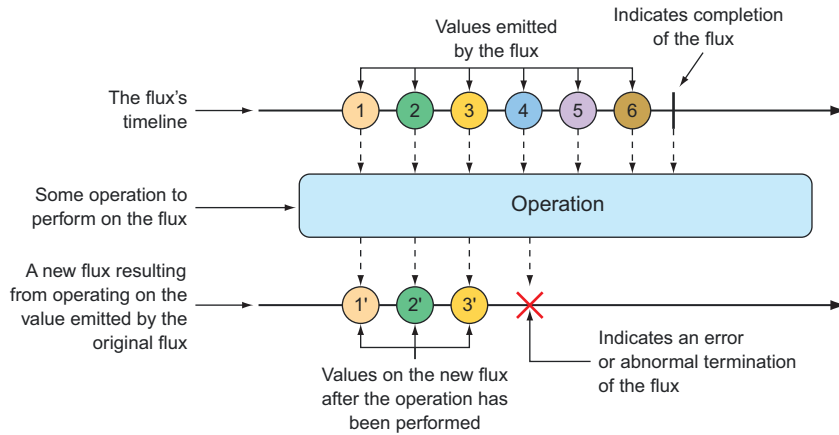 Values emitted
by the flux
Indicates completion
of the flux
The flux's
timeline
1
2
3
4
5
6
Some operation to
perform on the flux
Operation
A new flux resulting
from operating on the
value emitted by the
original flux
1'
2'
3'
Values on the new flux
after the operation has
been performed
Indicates an error
or abnormal termination
of the flux